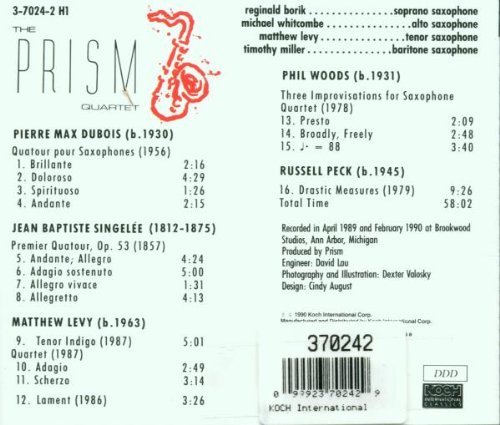 3-7024-2 H1
THE
PRISM
QUARTET
reginald borik....................soprano saxophone
michael whitcombe.................alto saxophone
matthew levy......................tenor saxophone
timothy miller....................baritone saxophone
PIERRE MAX DUBOIS (b.1930)
Quatour pour Saxophones (1956)
1. Brillante 2:16
2. Doloroso 4:29
3. Spirituoso 1:26
4. Andante 2:15
JEAN BAPTISTE SINGELÉE (1812-1875)
Premier Quatour, Op. 53 (1857)
5. Andante; Allegro 4:24
6. Adagio sostenuto 5:00
7. Allegro vivace 1:31
8. Allegretto 4:13
MATTHEW LEVY (b.1963)
9. Tenor Indigo (1987) 5:01
Quartet (1987)
10. Adagio 2:49
11. Scherzo 3:14
12. Lament (1986) 3:26
PHIL WOODS (b.1931)
Three Improvisations for Saxophone
Quartet (1978)
13. Presto 2:09
14. Broadly, Freely 2:48
15. ♩. = 88 3:40
RUSSELL PECK (b.1945)
16. Drastic Measures (1979) 9:26
Total Time 58:02
Recorded in April 1989 and February 1990 at Brookwood
Studios, Ann Arbor, Michigan
Produced by Prism
Engineer: David Lau
Photography and Illustration: Dexter Valosky
Design: Cindy August
℗ © 1990 Koch International Corp.
Manufactured and Distributed by Koch International Corp.
370242
0 99923 70242 9
KOCH International
DDD
KOCH
INTERNATIONAL
CLASSICS